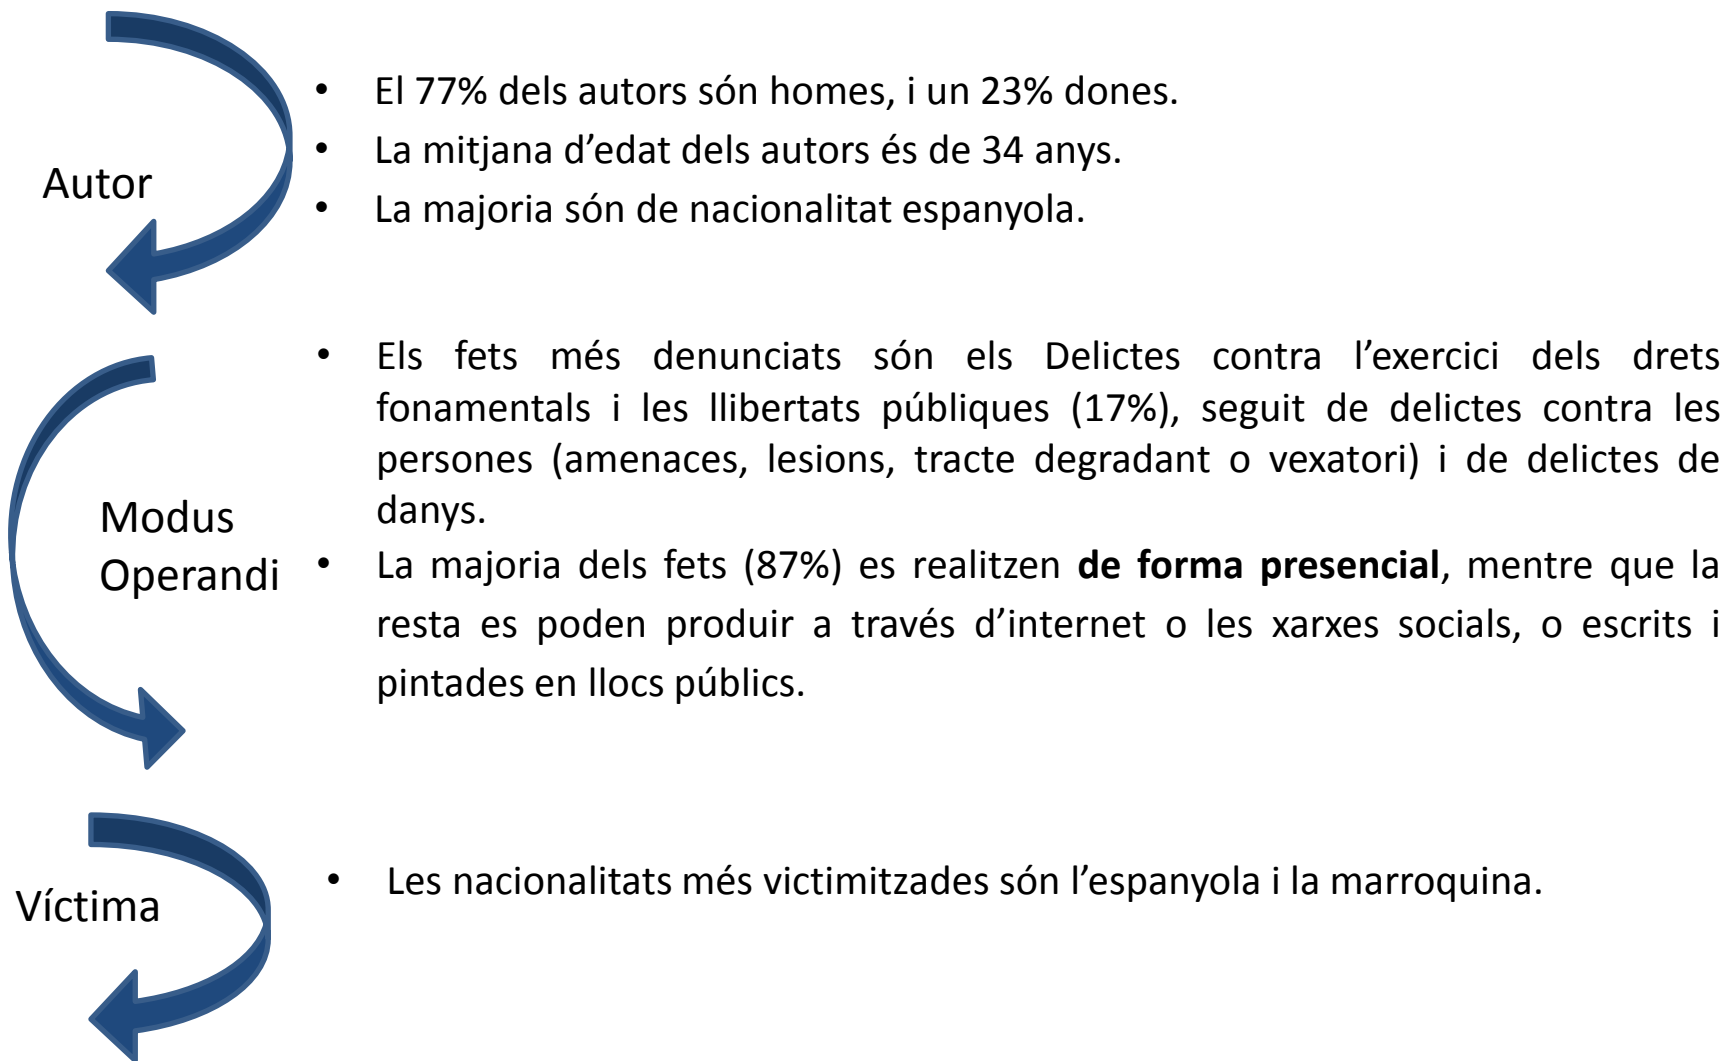 Autor
• El 77% dels autors són homes, i un 23% dones.
• La mitjana d’edat dels autors és de 34 anys.
• La majoria són de nacionalitat espanyola.
Modus
Operandi
• Els fets més denunciats són els Delictes contra l’exercici dels drets
fonamentals i les llibertats públiques (17%), seguit de delictes contra les
persones (amenaces, lesions, tracte degradant o vexatori) i de delictes de
danys.
• La majoria dels fets (87%) es realitzen de forma presencial, mentre que la
resta es poden produir a través d’internet o les xarxes socials, o escrits i
pintades en llocs públics.
Víctima
• Les nacionalitats més victimitzades són l’espanyola i la marroquina.